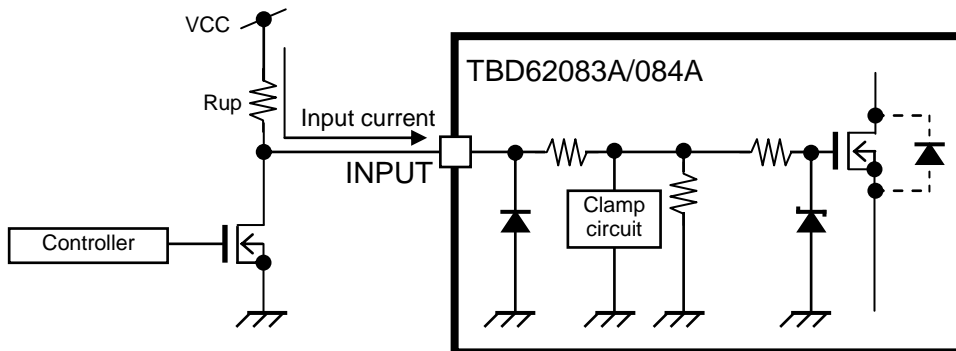 VCC
TBD62083A/084A
Rup
Input current
INPUT
Clamp
circuit
Controller